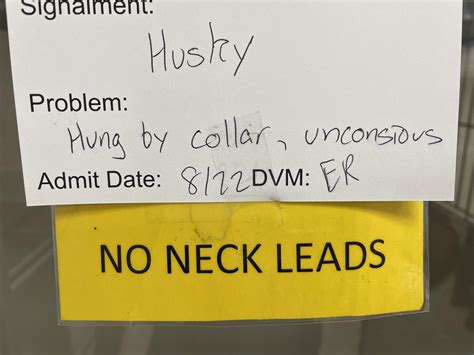 Signalment:
Husky
Problem:
Hung by collar, unconsious
Admit Date: 8/22 DVM: ER
NO NECK LEADS